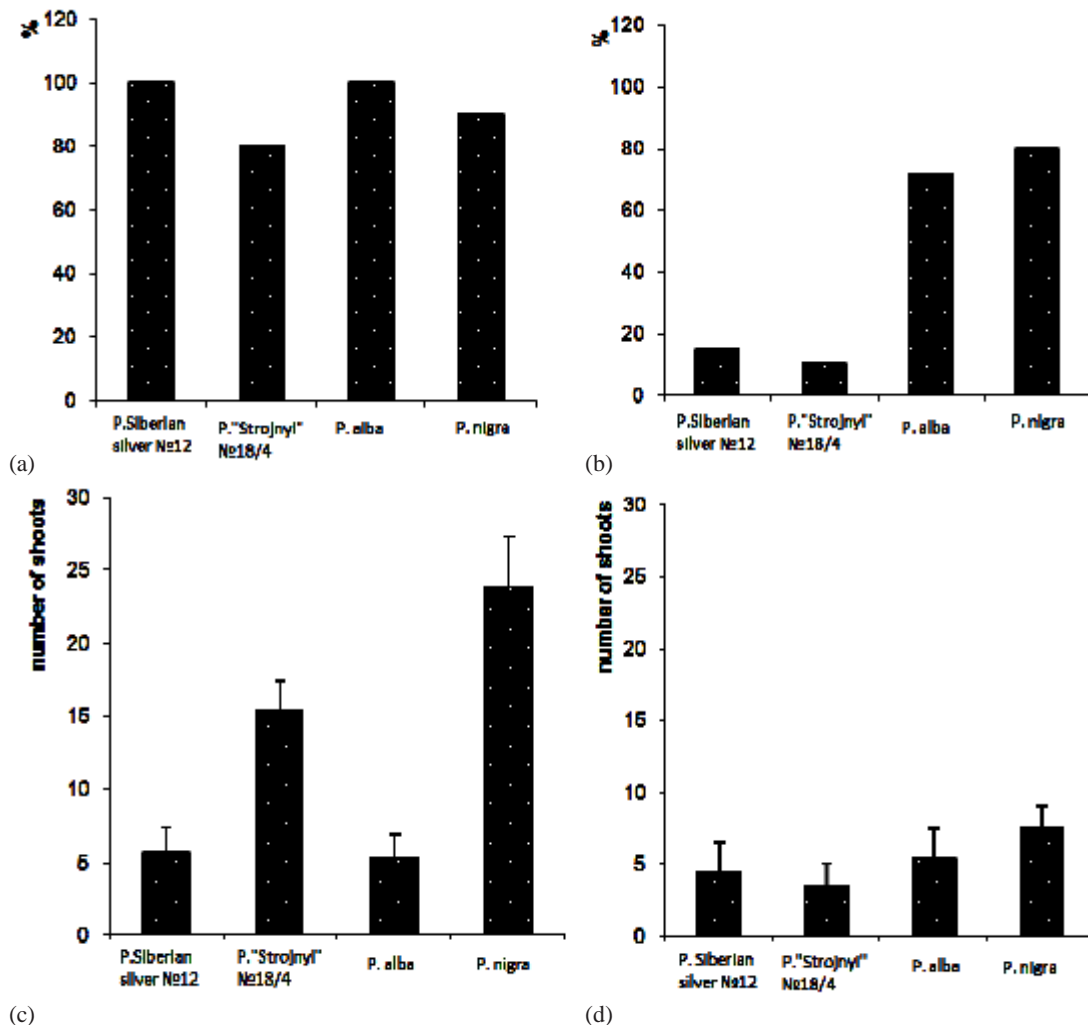 %
120
100
80
60
40
20
0
P.Siberian
silver №12
P."Strojnyi"
№18/4
P. alba
P. nigra
(a)
%
120
100
80
60
40
20
0
P.Siberian
silver №12
P."Strojnyi"
№18/4
P. alba
P. nigra
(b)
number of shoots
30
25
20
15
10
5
0
P.Siberian
silver №12
P."Strojnyi"
№18/4
P. alba
P. nigra
(c)
number of shoots
30
25
20
15
10
5
0
P. Siberian
silver №12
P."Strojnyi"
№18/4
P. alba
P. nigra
(d)